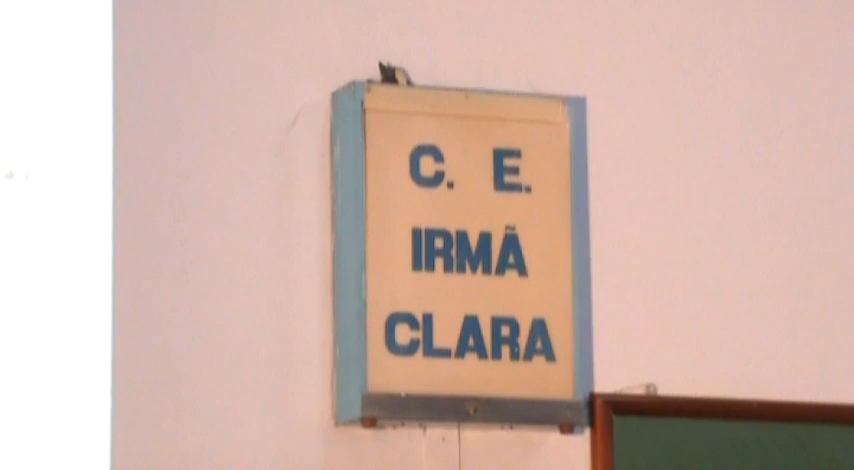 C. E.
IRMÃ
CLARA